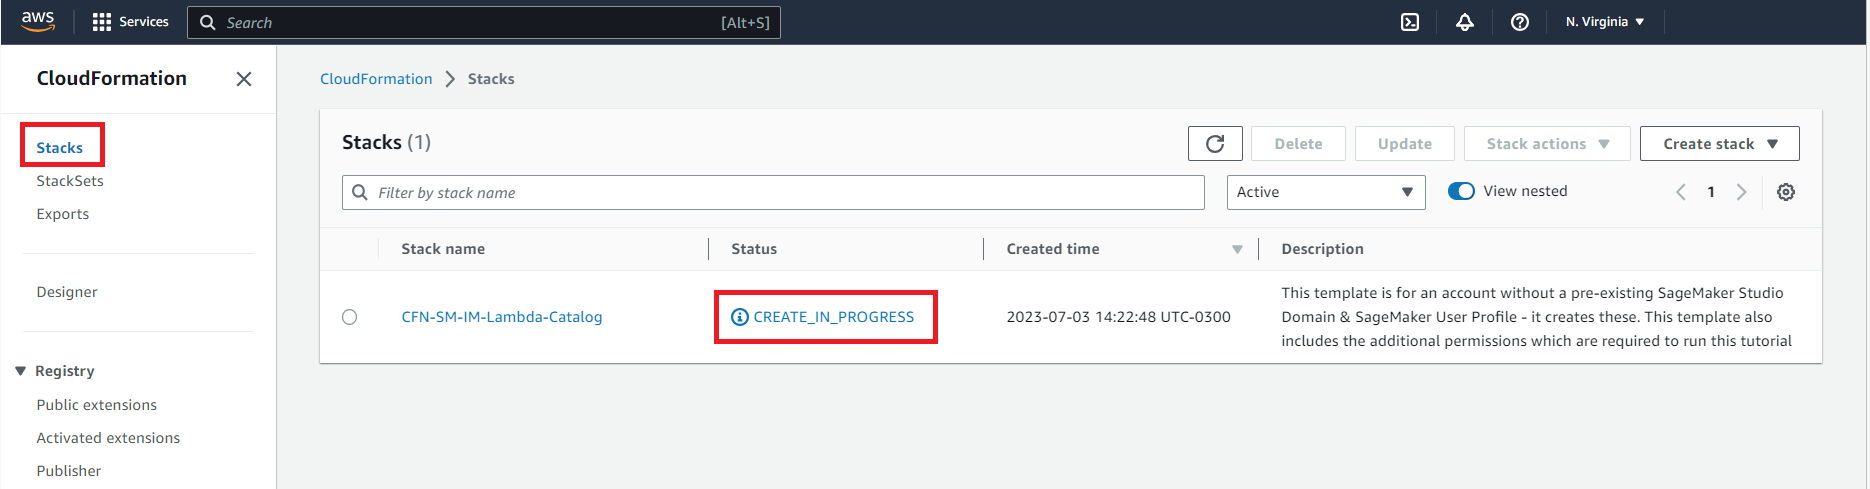 aws
Services
Search
[Alt+S]
N. Virginia
CloudFormation
Stacks
StackSets
Exports
Designer
Registry
Public extensions
Activated extensions
Publisher
CloudFormation
Stacks
Stacks (1)
Delete
Update
Stack actions
Create stack
Filter by stack name
Active
View nested
1
Stack name
Status
Created time
Description
CFN-SM-IM-Lambda-Catalog
CREATE_IN_PROGRESS
2023-07-03 14:22:48 UTC-0300
This template is for an account without a pre-existing SageMaker Studio
Domain & SageMaker User Profile - it creates these. This template also
includes the additional permissions which are required to run this tutorial